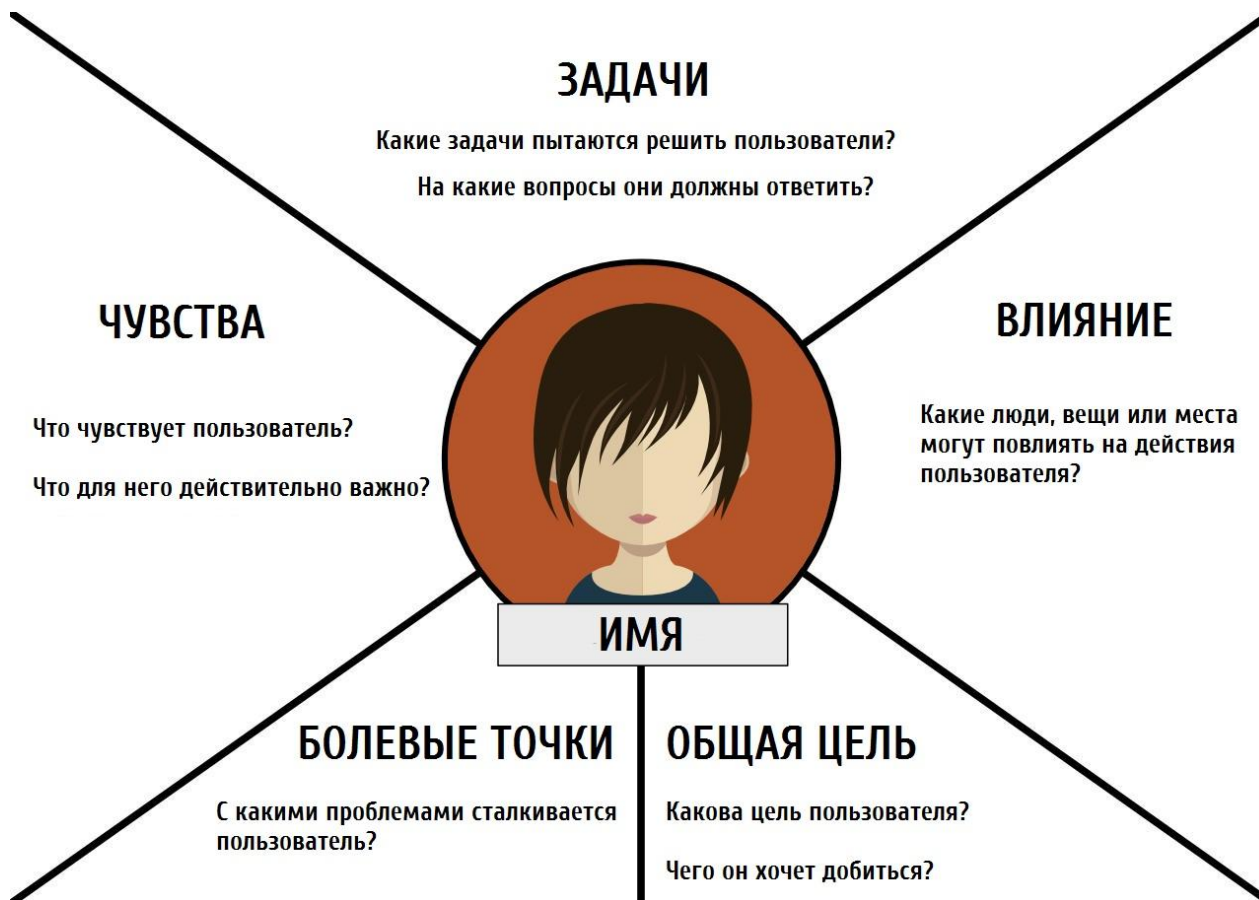 ЗАДАЧИ
Какие задачи пытаются решить пользователи?
На какие вопросы они должны ответить?
ЧУВСТВА
Что чувствует пользователь?
Что для него действительно важно?
ВЛИЯНИЕ
Какие люди, вещи или места
могут повлиять на действия
пользователя?
ИМЯ
БОЛЕВЫЕ ТОЧКИ
С какими проблемами сталкивается
пользователь?
ОБЩАЯ ЦЕЛЬ
Какова цель пользователя?
Чего он хочет добиться?